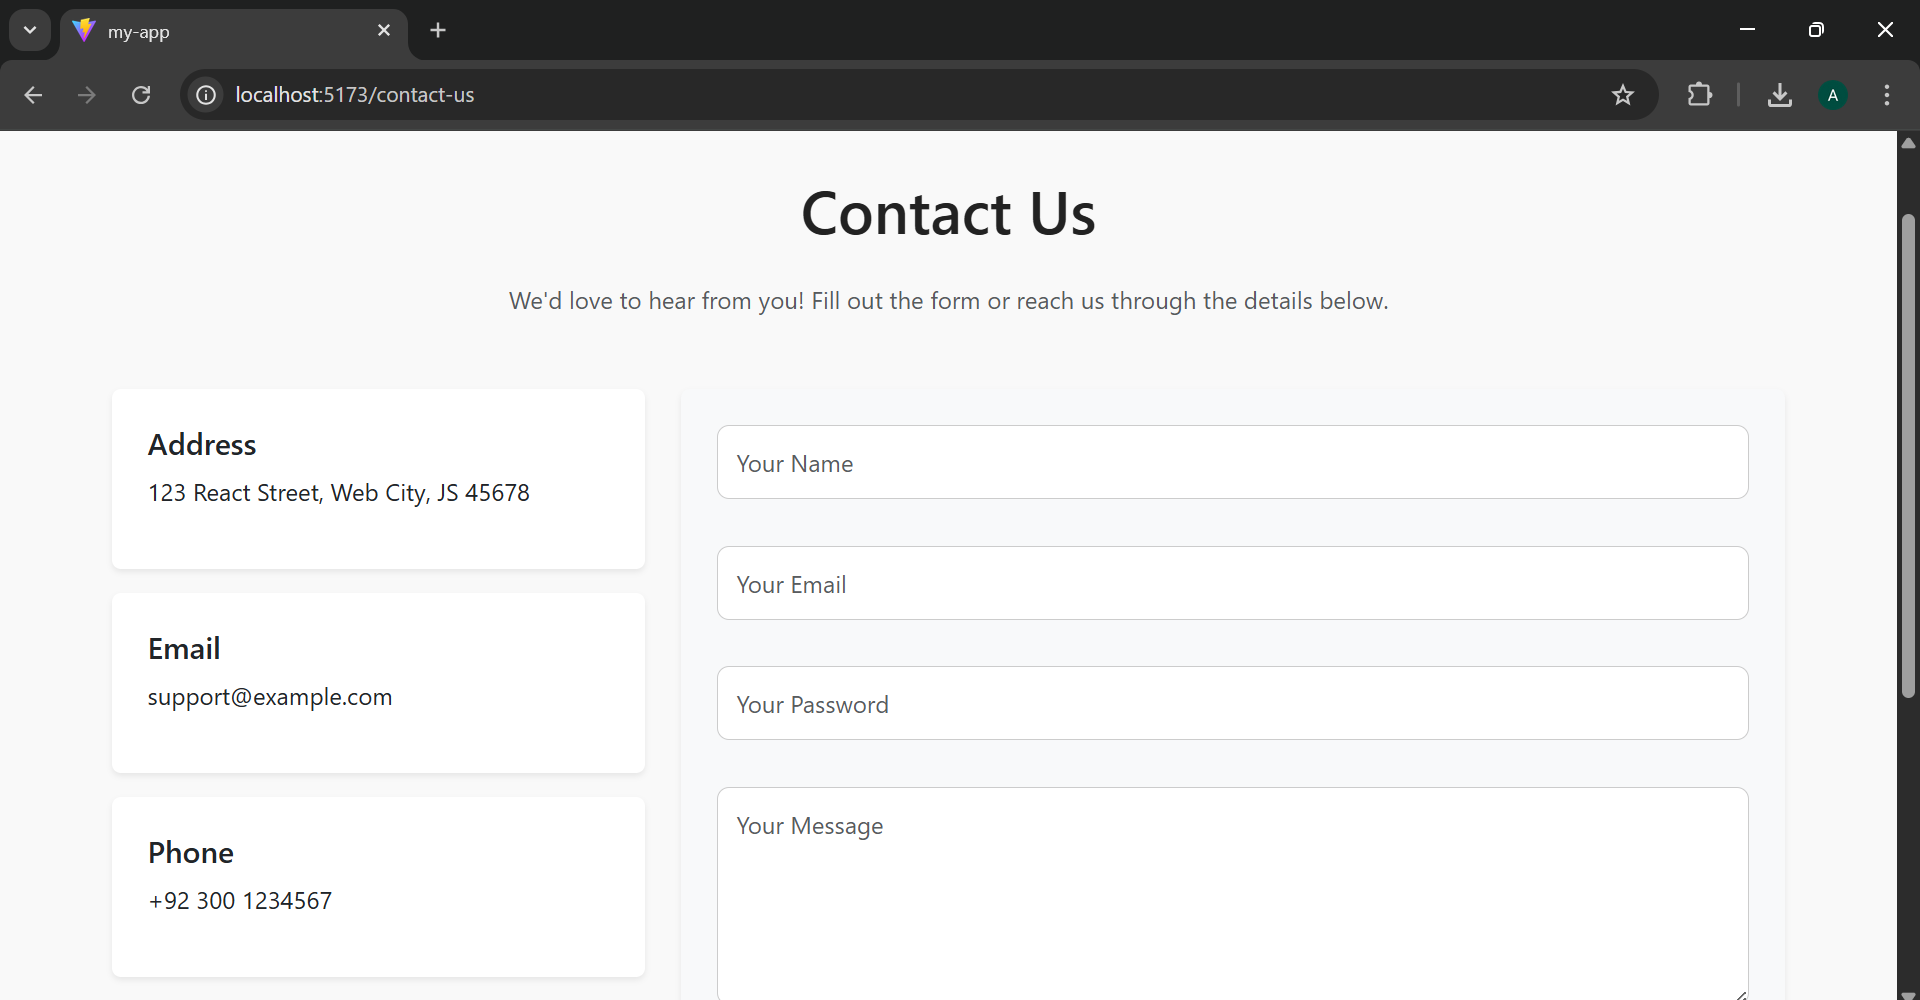 my-app
localhost:5173/contact-us
A
Contact Us
We'd love to hear from you! Fill out the form or reach us through the details below.
Address
123 React Street, Web City, JS 45678
Email
support@example.com
Phone
+92 300 1234567
Your Name
Your Email
Your Password
Your Message